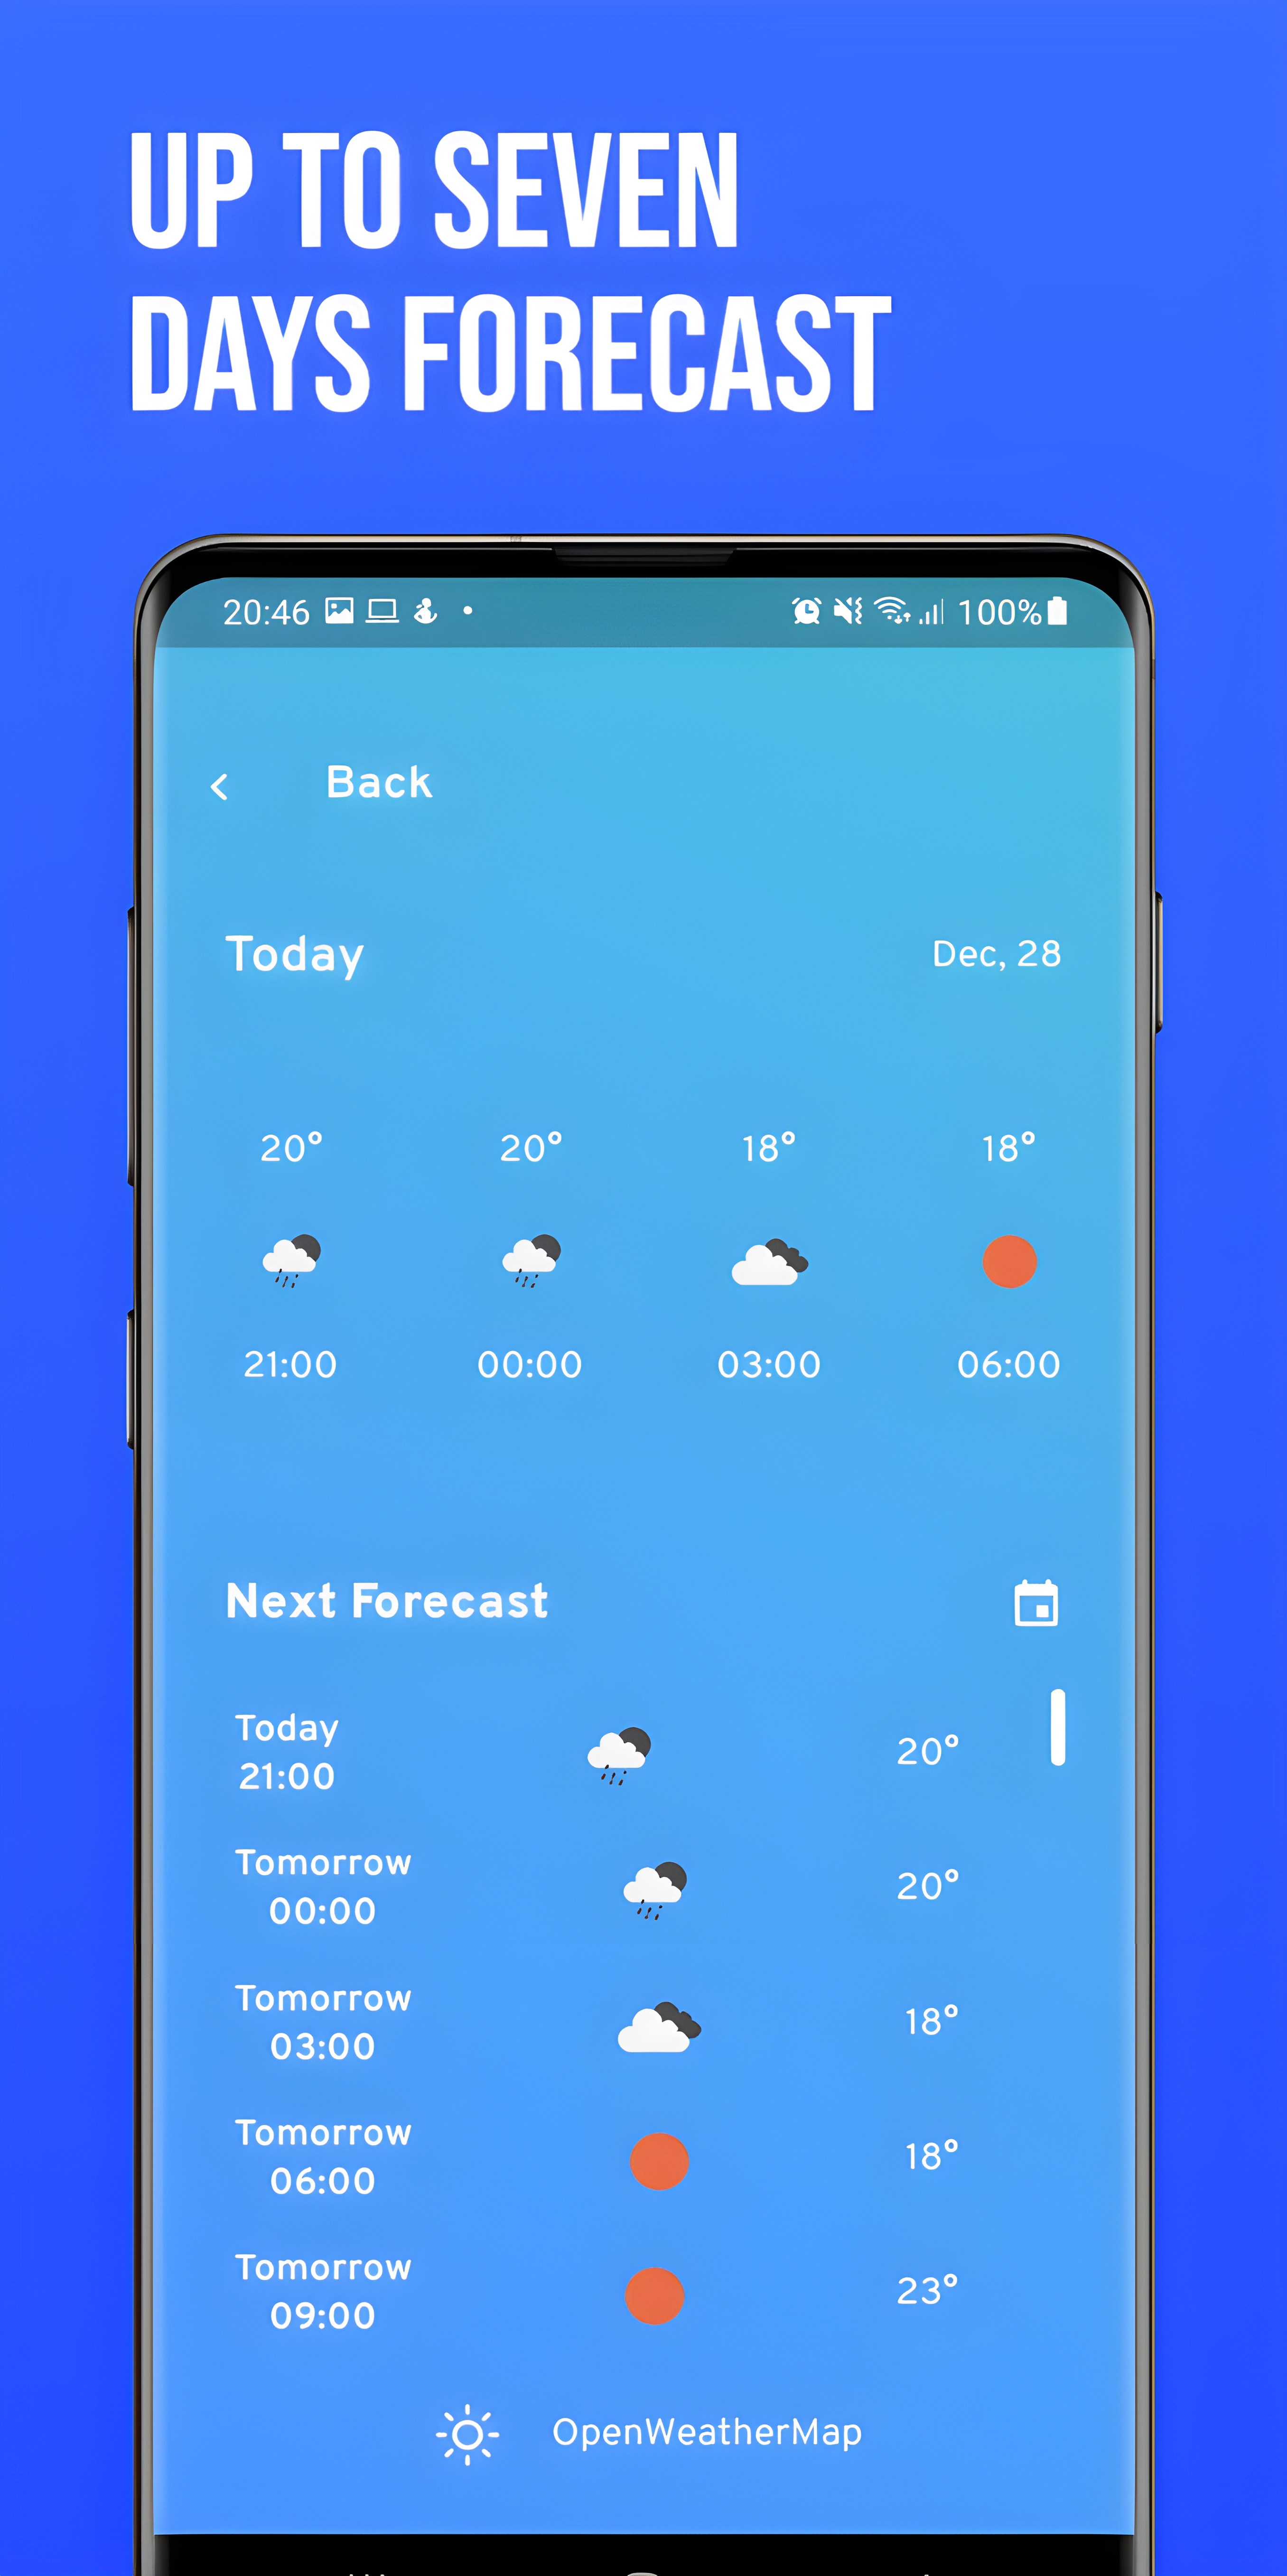 UP TO SEVEN
DAYS FORECAST
20:46 100%
Back
Today Dec, 28
20° 20° 18° 18°
21:00 00:00 03:00 06:00
Next Forecast
Today
21:00
20°
Tomorrow
00:00
20°
Tomorrow
03:00
18°
Tomorrow
06:00
18°
Tomorrow
09:00
23°
OpenWeatherMap